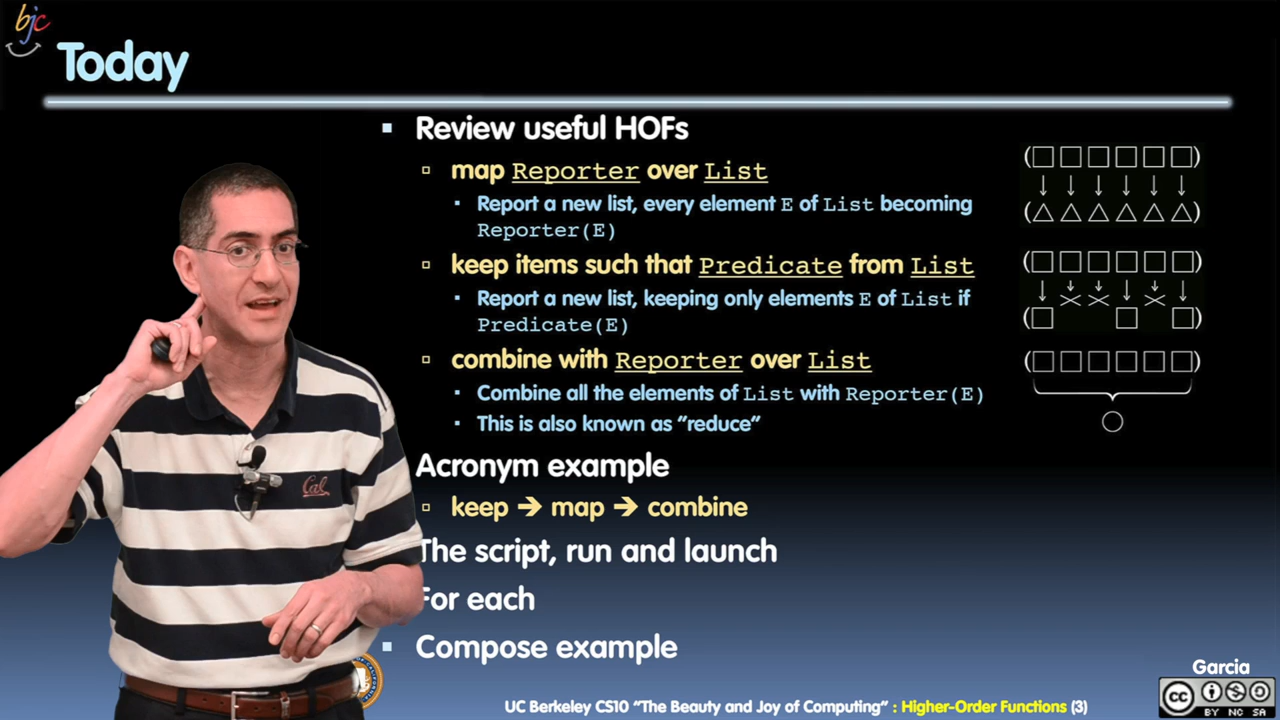 bjc
Today
Review useful HOFs
map Reporter over List
Report a new list, every element E of List becoming
Reporter(E)
keep items such that Predicate from List
Report a new list, keeping only elements E of List if
Predicate(E)
combine with Reporter over List
Combine all the elements of List with Reporter(E)
This is also known as "reduce"
Acronym example
keep ➔ map ➔ combine
The script, run and launch
For each
Compose example
Cal
Garcia
UC Berkeley CS10 "The Beauty and Joy of Computing" : Higher-Order Functions (3)
cc
BY NC SA